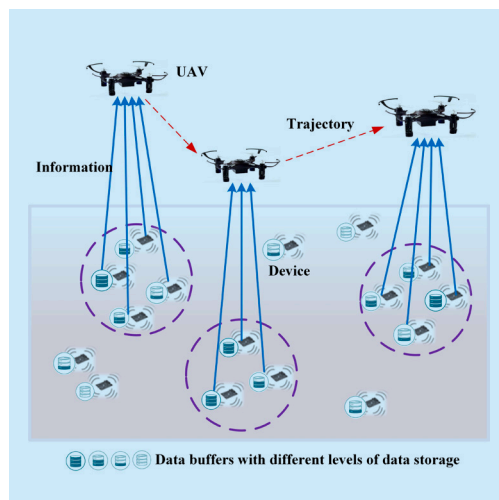 UAV
Trajectory
Information
Device
Data buffers with different levels of data storage